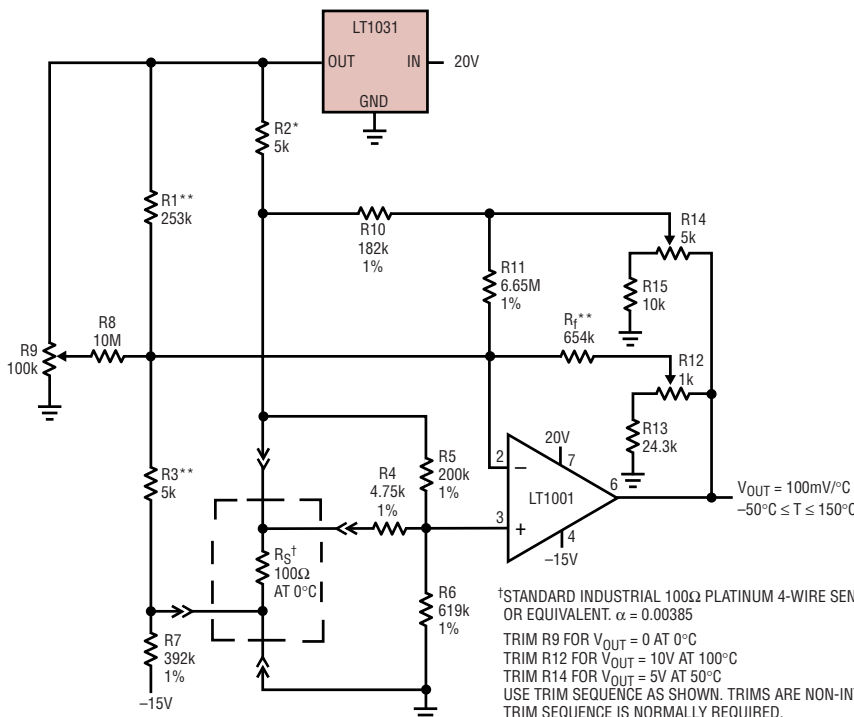 LT1031
OUT
IN
20V
GND
R2*
5k
R1**
253k
R10
182k
1%
R14
5k
R11
6.65M
1%
R15
10k
R8
10M
R9
100k
Rf**
654k
R12
1k
R13
24.3k
R3**
5k
R5
200k
1%
R4
4.75k
1%
20V
2
7
–
LT1001
6
3
+
4
–15V
VOUT = 100mV/°C
–50°C ≤ T ≤ 150°C
RS†
100Ω
AT 0°C
R6
619k
1%
R7
392k
1%
–15V
†STANDARD INDUSTRIAL 100Ω PLATINUM 4-WIRE SEN
OR EQUIVALENT. α = 0.00385
TRIM R9 FOR VOUT = 0 AT 0°C
TRIM R12 FOR VOUT = 10V AT 100°C
TRIM R14 FOR VOUT = 5V AT 50°C
USE TRIM SEQUENCE AS SHOWN. TRIMS ARE NON-IN
TRIM SEQUENCE IS NORMALLY REQUIRED.